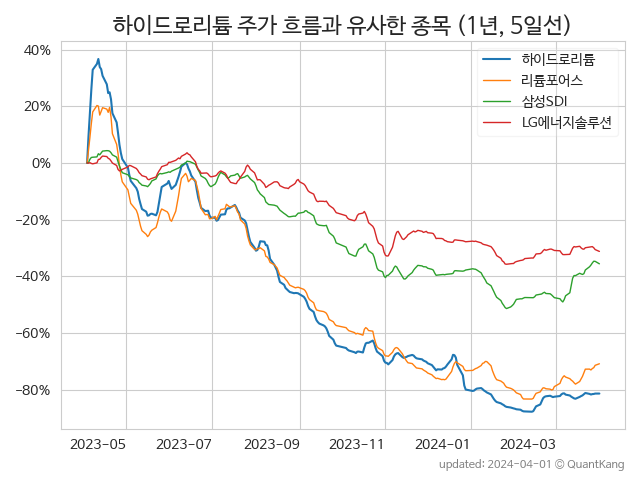 하이드로리튬 주가 흐름과 유사한 종목 (1년, 5일선)
하이드로리튬
리튬포어스
삼성SDI
LG에너지솔루션
40%
20%
0%
−20%
−40%
−60%
−80%
2023-05 2023-07 2023-09 2023-11 2024-01 2024-03
updated: 2024-04-01 © QuantKang